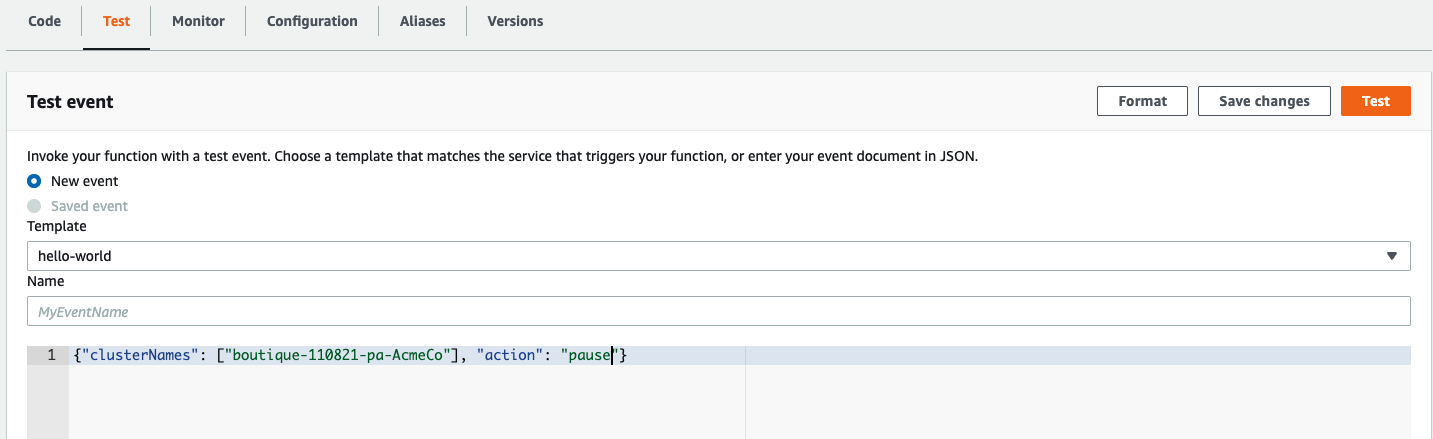 Code Test Monitor Configuration Aliases Versions
Test event Format Save changes Test
Invoke your function with a test event. Choose a template that matches the service that triggers your function, or enter your event document in JSON.
New event
Saved event
Template
hello-world
Name
MyEventName
1 {"clusterNames": ["boutique-110821-pa-AcmeCo"], "action": "pause"}